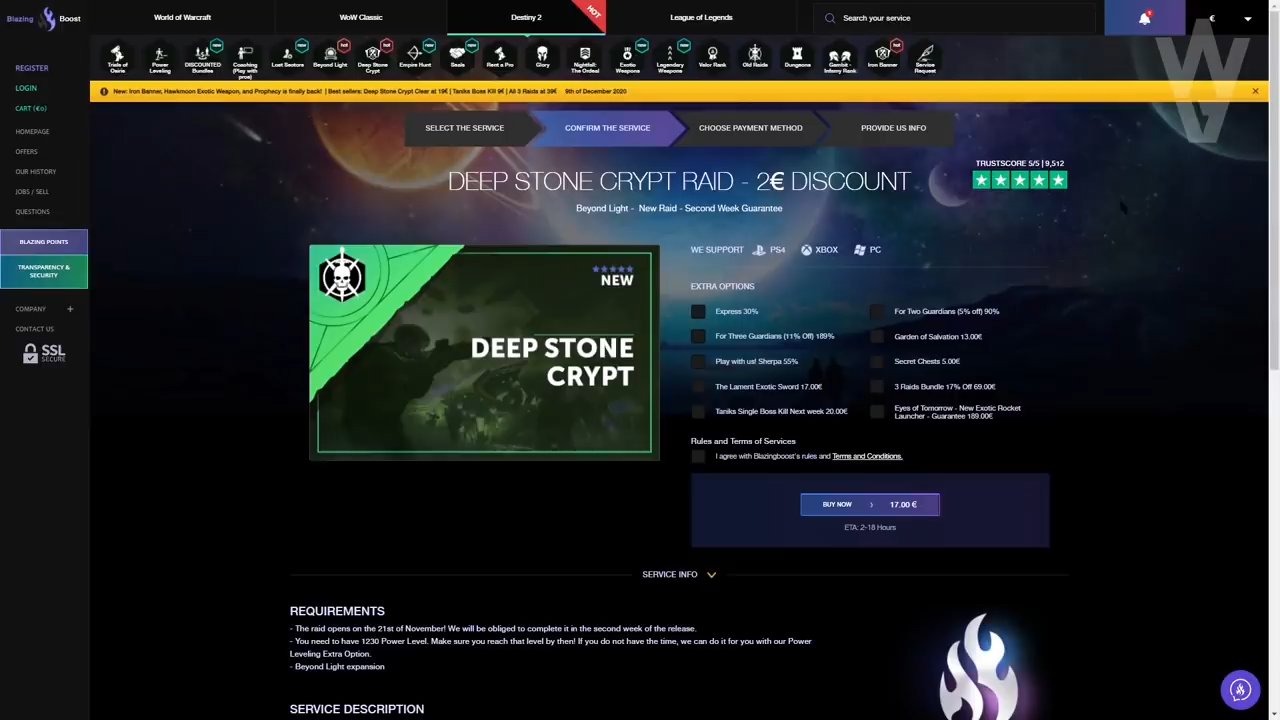 Blazing Boost
World of Warcraft
WoW Classic
Destiny 2
HOT
League of Legends
Search your service
€
Trials of Osiris
new
Power Leveling
DISCOUNTED Bundles
new
Coaching (Play with pros)
new
Lost Sectors
hot
Beyond Light
hot
Deep Stone Crypt
new
Empire Hunt
new
Seals
Rent a Pro
Glory
Nightfall: The Ordeal
new
Exotic Weapons
new
Legendary Weapons
Valor Rank
Old Raids
Dungeons
Gambit - Infamy Rank
hot
Iron Banner
Service Request
New: Iron Banner, Hawkmoon Exotic Weapon, and Prophecy is finally back! | Best sellers: Deep Stone Crypt Clear at 19€ | Taniks Boss Kill 9€ | All 3 Raids at 39€ 9th of December 2020
REGISTER
LOGIN
CART (€0)
HOMEPAGE
OFFERS
OUR HISTORY
JOBS / SELL
QUESTIONS
BLAZING POINTS
TRANSPARENCY &
SECURITY
COMPANY +
CONTACT US
SSL
SECURE
SELECT THE SERVICE
CONFIRM THE SERVICE
CHOOSE PAYMENT METHOD
PROVIDE US INFO
TRUSTSCORE 5/5 | 9,512
DEEP STONE CRYPT RAID - 2€ DISCOUNT
Beyond Light - New Raid - Second Week Guarantee
NEW
DEEP STONE
CRYPT
WE SUPPORT PS4 XBOX PC
EXTRA OPTIONS
Express 30%
For Two Guardians (5% off) 90%
For Three Guardians (11% Off) 189%
Garden of Salvation 13.00€
Play with us! Sherpa 55%
Secret Chests 5.00€
The Lament Exotic Sword 17.00€
3 Raids Bundle 17% Off 69.00€
Taniks Single Boss Kill Next week 20.00€
Eyes of Tomorrow - New Exotic Rocket
Launcher - Guarantee 189.00€
Rules and Terms of Services
I agree with Blazingboost's rules and Terms and Conditions.
BUY NOW 17.00 €
ETA: 2-18 Hours
SERVICE INFO
REQUIREMENTS
- The raid opens on the 21st of November! We will be obliged to complete it in the second week of the release.
- You need to have 1230 Power Level. Make sure you reach that level by then! If you do not have the time, we can do it for you with our Power
Leveling Extra Option.
- Beyond Light expansion
SERVICE DESCRIPTION